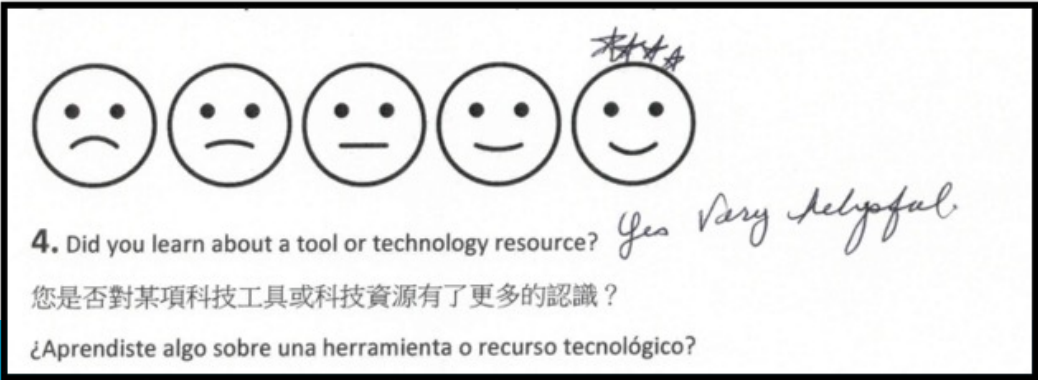 4. Did you learn about a tool or technology resource? Yes Very helpful
您是否對某項科技工具或科技資源有了更多的認識？
¿Aprendiste algo sobre una herramienta o recurso tecnológico?